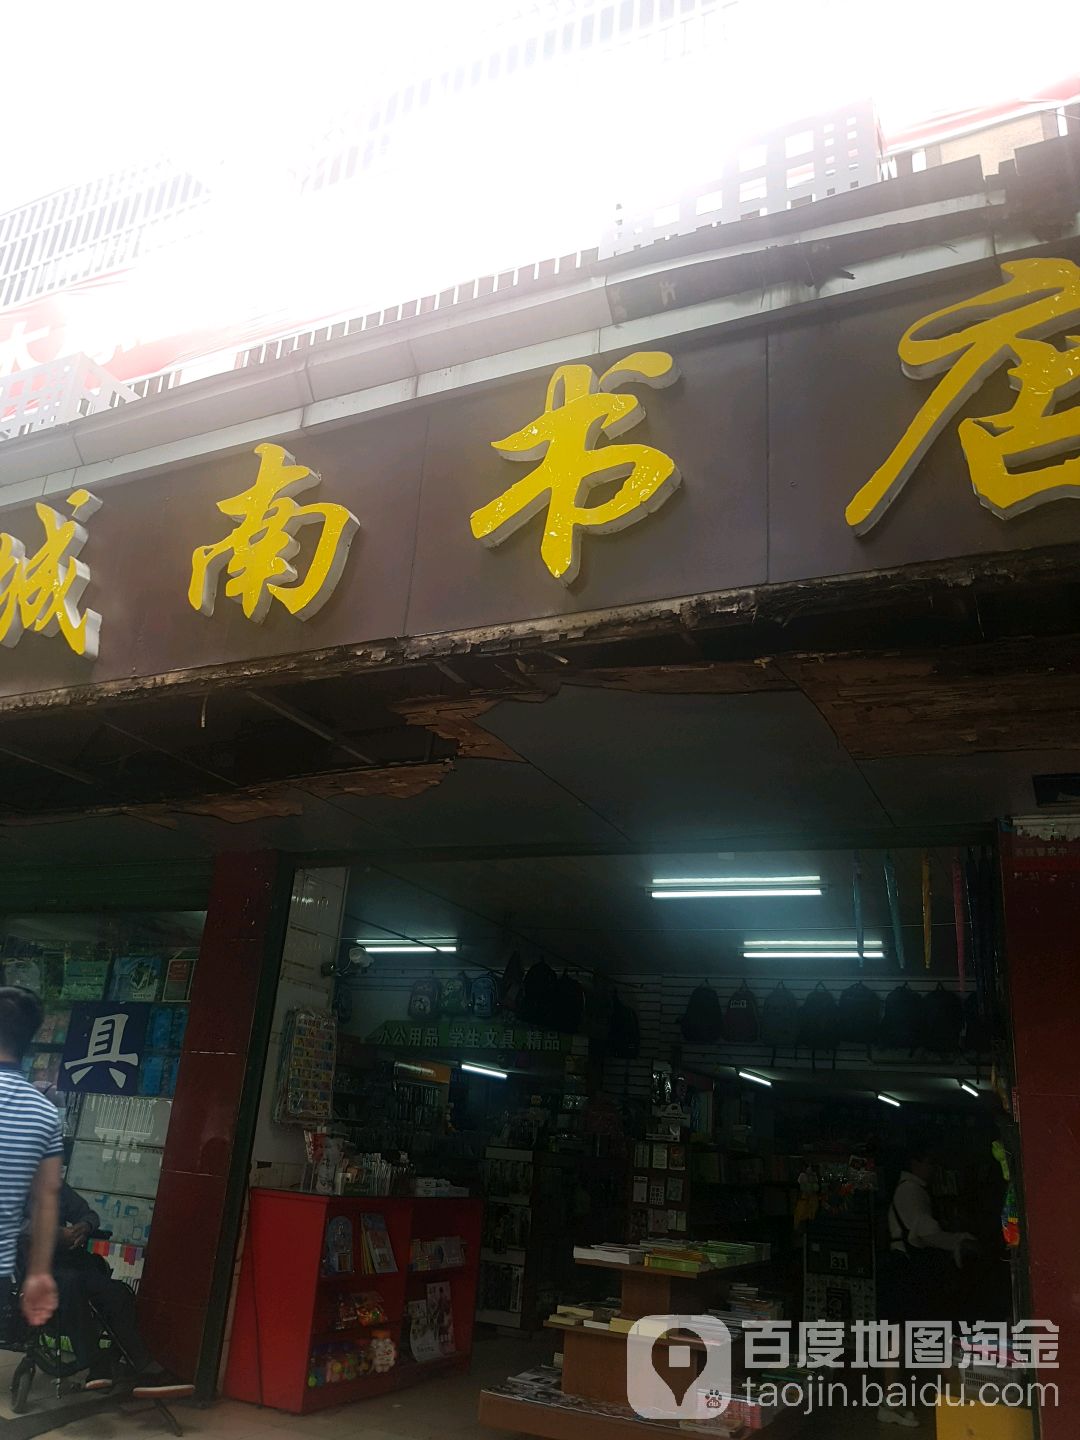 城南书店
办公用品 学生文具 精品
具
百度地图淘金
taojin.baidu.com